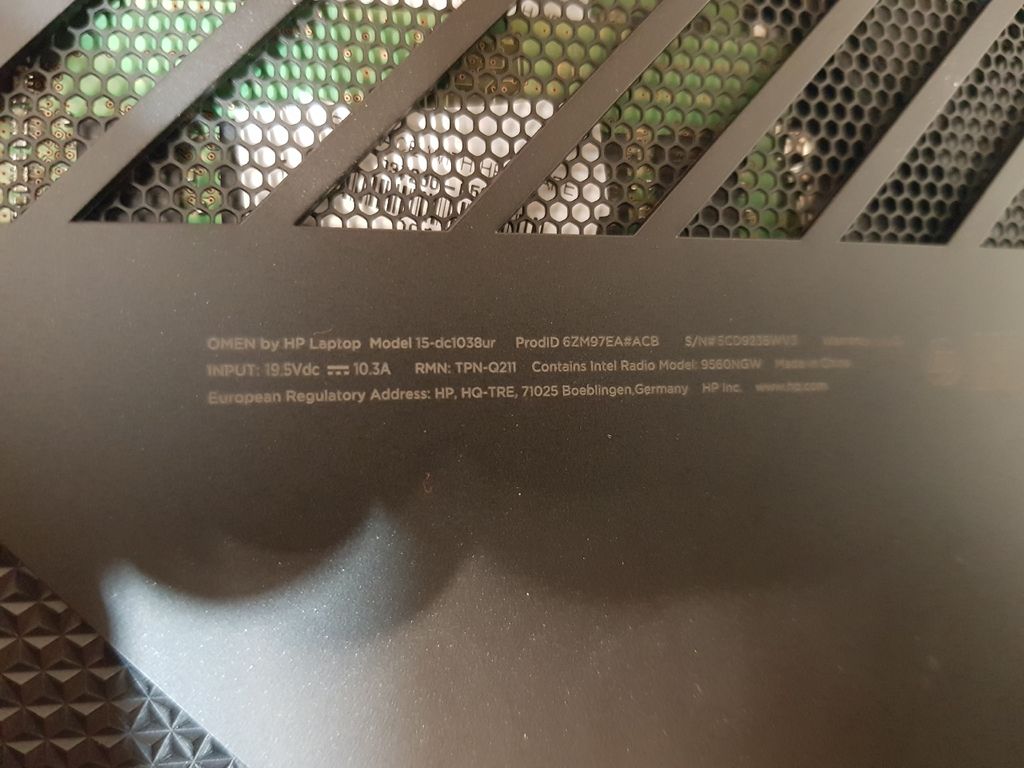 OMEN by HP Laptop Model 15-dc1038ur ProdID 6ZM97EA#ACB S/N#
INPUT: 19.5Vdc ⎓ 10.3A RMN: TPN-Q211 Contains Intel Radio Model: 9560NGW Made in China
European Regulatory Address: HP, HQ-TRE, 71025 Boeblingen,Germany HP Inc. www.hp.com